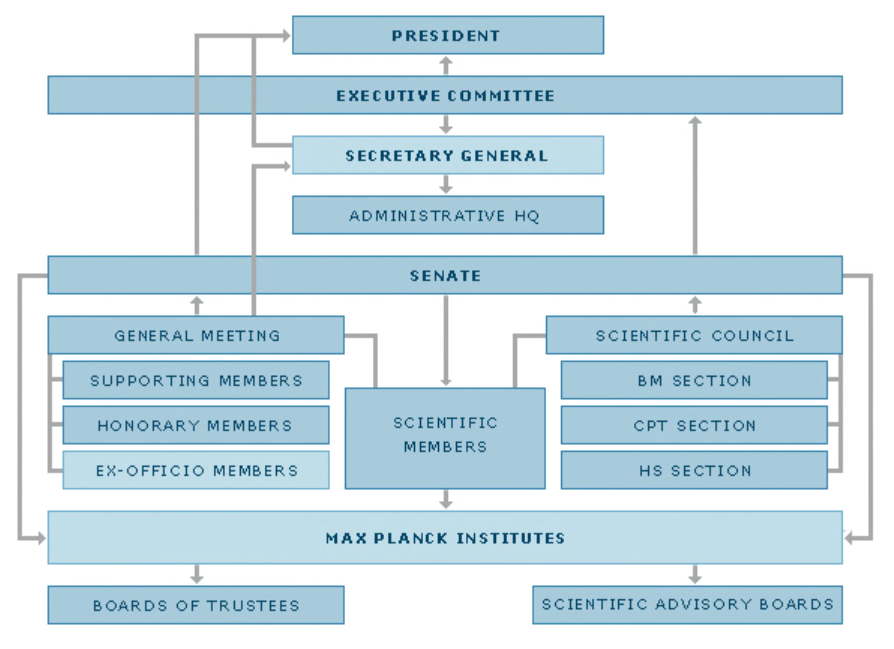 PRESIDENT
EXECUTIVE COMMITTEE
SECRETARY GENERAL
ADMINISTRATIVE HQ
SENATE
GENERAL MEETING
SUPPORTING MEMBERS
HONORARY MEMBERS
EX-OFFICIO MEMBERS
SCIENTIFIC
MEMBERS
SCIENTIFIC COUNCIL
BM SECTION
CPT SECTION
HS SECTION
MAX PLANCK INSTITUTES
BOARDS OF TRUSTEES
SCIENTIFIC ADVISORY BOARDS